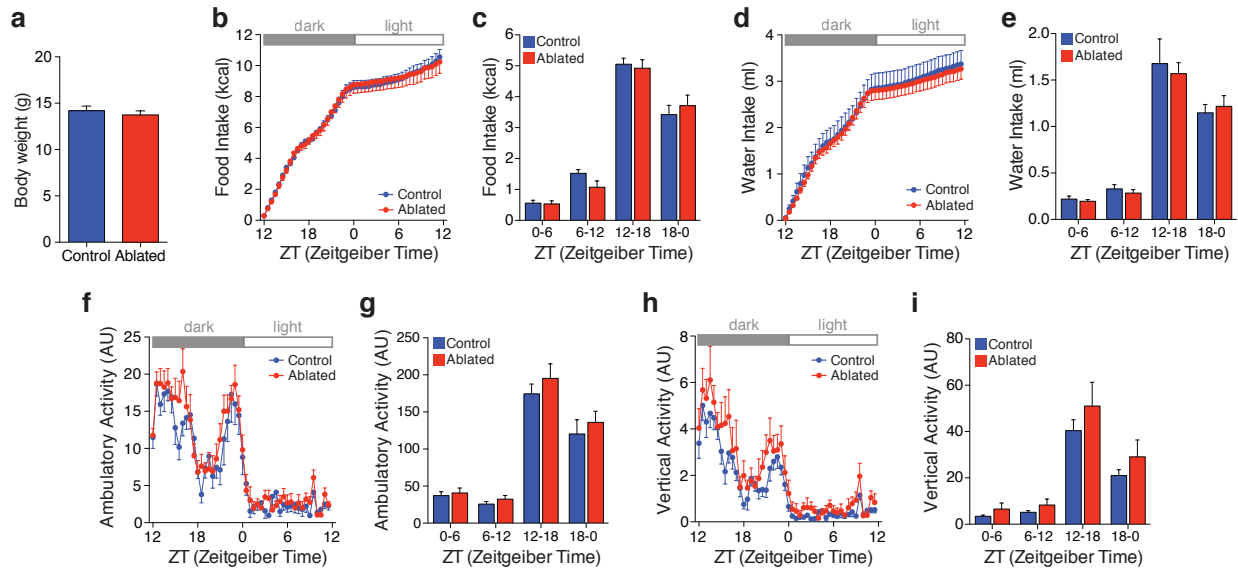 a
Body weight (g)
20
15
10
5
0
Control Ablated
b
dark light
Food Intake (kcal)
12
10
8
6
4
2
0
Control
Ablated
12 18 0 6 12
ZT (Zeitgeiber Time)
c
Control
Ablated
Food Intake (kcal)
6
5
4
3
2
1
0
0-6 6-12 12-18 18-0
ZT (Zeitgeiber Time)
d
dark light
Water Intake (ml)
4
3
2
1
0
Control
Ablated
12 18 0 6 12
ZT (Zeitgeiber Time)
e
Control
Ablated
Water Intake (ml)
2.0
1.5
1.0
0.5
0.0
0-6 6-12 12-18 18-0
ZT (Zeitgeiber Time)
f
dark light
Ambulatory Activity (AU)
25
20
15
10
5
0
Control
Ablated
12 18 0 6 12
ZT (Zeitgeiber Time)
g
Control
Ablated
Ambulatory Activity (AU)
250
200
150
100
50
0
0-6 6-12 12-18 18-0
ZT (Zeitgeiber Time)
h
dark light
Vertical Activity (AU)
8
6
4
2
0
Control
Ablated
12 18 0 6 12
ZT (Zeitgeiber Time)
i
Control
Ablated
Vertical Activity (AU)
80
60
40
20
0
0-6 6-12 12-18 18-0
ZT (Zeitgeiber Time)